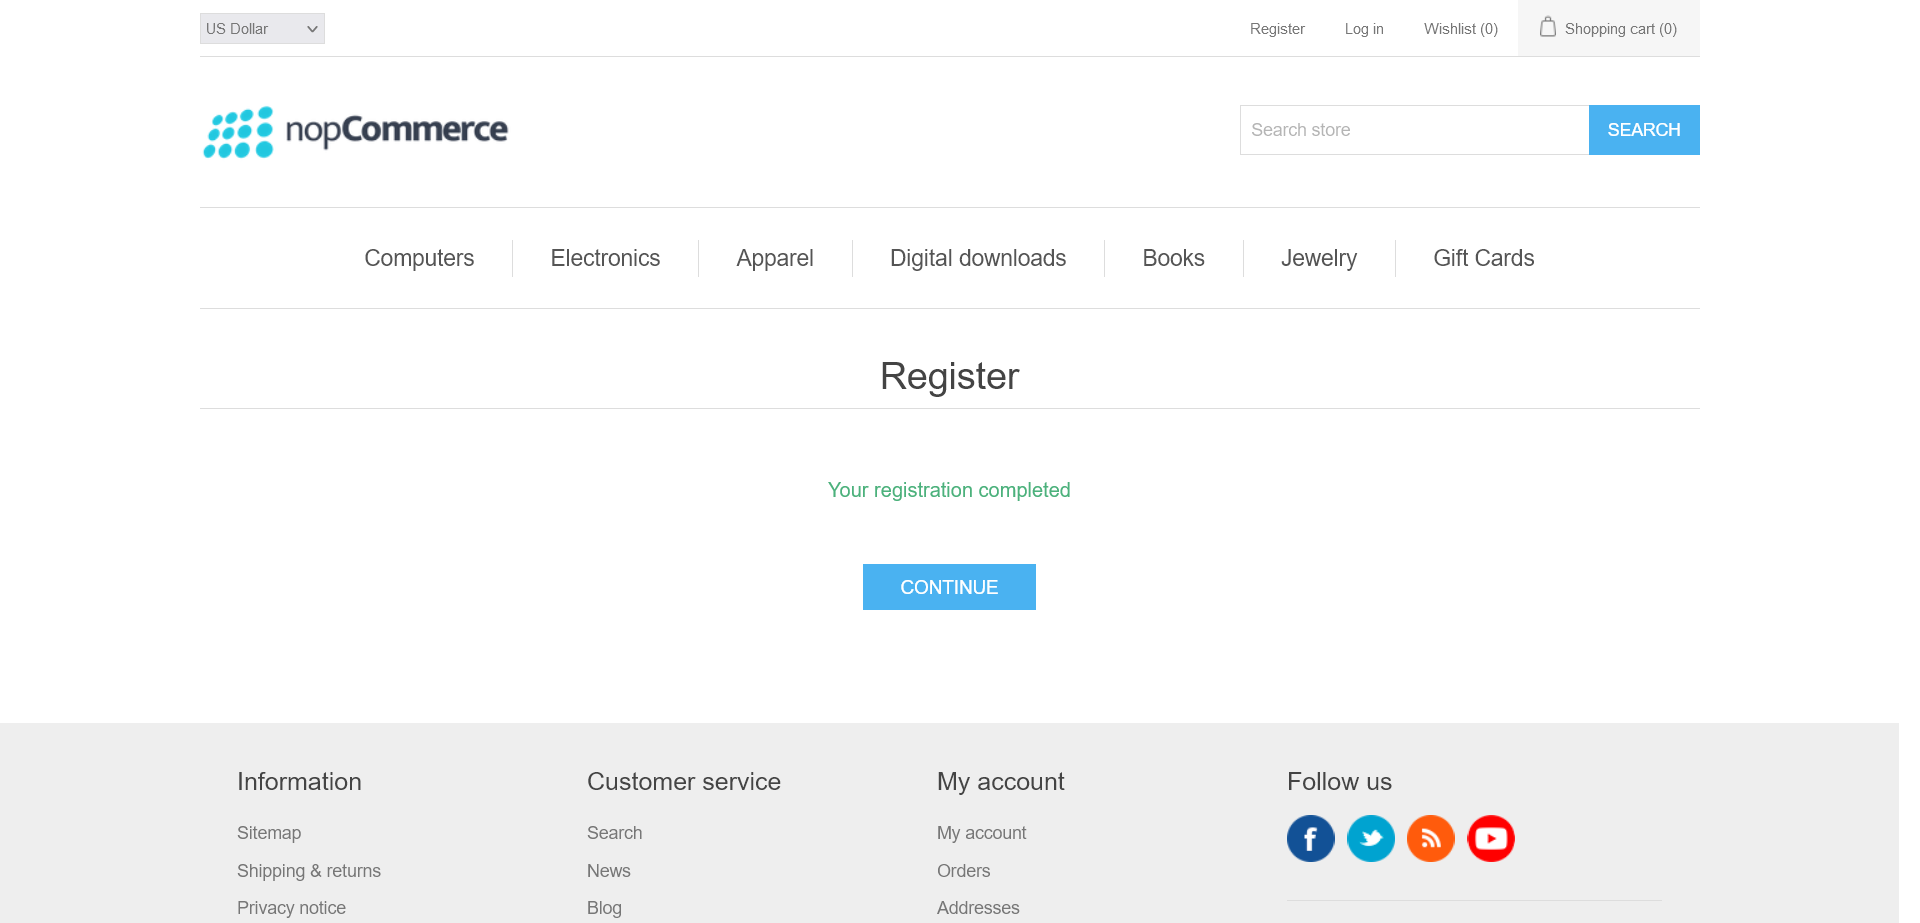 US Dollar
Register
Log in
Wishlist (0)
Shopping cart (0)
nopCommerce
Search store
SEARCH
Computers
Electronics
Apparel
Digital downloads
Books
Jewelry
Gift Cards
Register
Your registration completed
CONTINUE
Information
Sitemap
Shipping & returns
Privacy notice
Customer service
Search
News
Blog
My account
My account
Orders
Addresses
Follow us